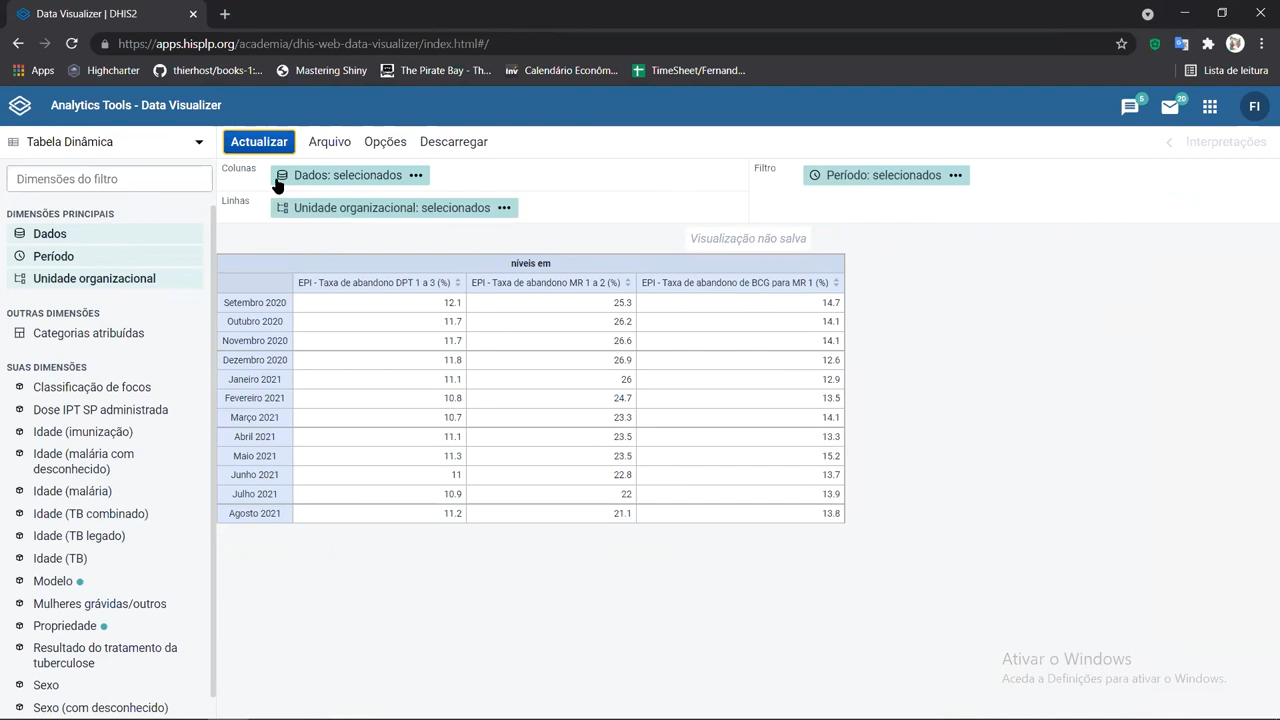 Data Visualizer | DHIS2
https://apps.hisplp.org/academia/dhis-web-data-visualizer/index.html#/
Apps Highcharter thierhost/books-1:... Mastering Shiny The Pirate Bay - Th... inv Calendário Econôm... TimeSheet/Fernand... Lista de leitura
Analytics Tools - Data Visualizer 5 20 FI
Tabela Dinâmica Actualizar Arquivo Opções Descarregar Interpretações
Colunas Dados: selecionados ••• Filtro Período: selecionados •••
Dimensões do filtro
Linhas Unidade organizacional: selecionados •••
DIMENSÕES PRINCIPAIS
Dados
Período
Unidade organizacional
OUTRAS DIMENSÕES
Categorias atribuídas
SUAS DIMENSÕES
Classificação de focos
Dose IPT SP administrada
Idade (imunização)
Idade (malária com
desconhecido)
Idade (malária)
Idade (TB combinado)
Idade (TB legado)
Idade (TB)
Modelo
Mulheres grávidas/outros
Propriedade
Resultado do tratamento da
tuberculose
Sexo
Sexo (com desconhecido)
Visualização não salva
níveis em
EPI - Taxa de abandono DPT 1 a 3 (%) EPI - Taxa de abandono MR 1 a 2 (%) EPI - Taxa de abandono de BCG para MR 1 (%)
Setembro 2020 12.1 25.3 14.7
Outubro 2020 11.7 26.2 14.1
Novembro 2020 11.7 26.6 14.1
Dezembro 2020 11.8 26.9 12.6
Janeiro 2021 11.1 26 12.9
Fevereiro 2021 10.8 24.7 13.5
Março 2021 10.7 23.3 14.1
Abril 2021 11.1 23.5 13.3
Maio 2021 11.3 23.5 15.2
Junho 2021 11 22.8 13.7
Julho 2021 10.9 22 13.9
Agosto 2021 11.2 21.1 13.8
Ativar o Windows
Aceda a Definições para ativar o Windows.